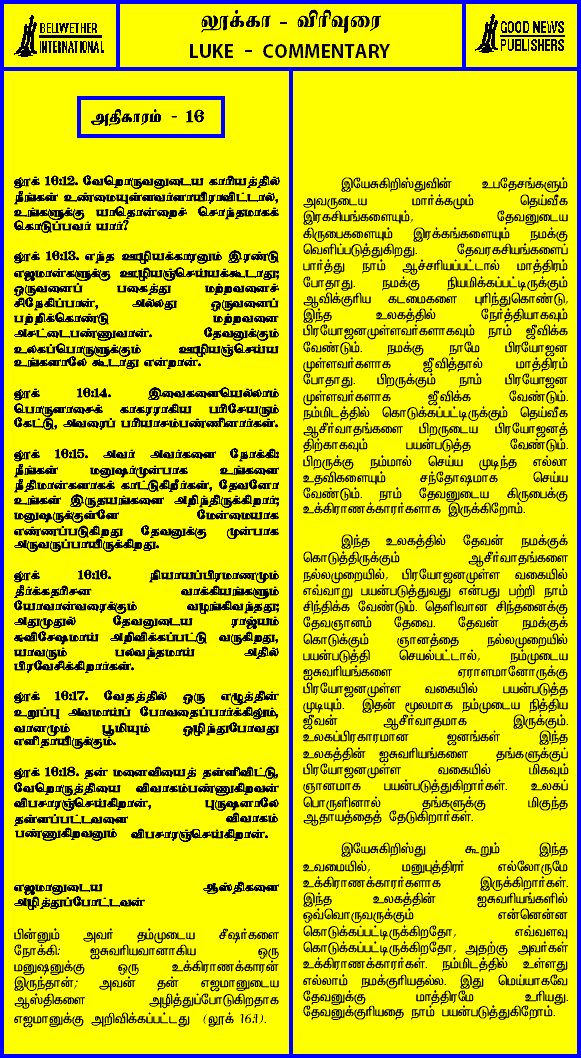 BELLWETHER
INTERNATIONAL
லூக்கா - விரிவுரை
LUKE - COMMENTARY
GOOD NEWS
PUBLISHERS
அதிகாரம் - 16
லூக் 16:12. வேறொருவனுடைய காரியத்தில்
நீங்கள் உண்மையுள்ளவர்களாயிராவிட்டால்,
உங்களுக்கு யாதொன்றைச் சொந்தமாகக்
கொடுப்பவர் யார்?
லூக் 16:13. எந்த ஊழியக்காரனும் இரண்டு
எஜமான்களுக்கு ஊழியஞ்செய்யக்கூடாது;
ஒருவனைப் பகைத்து மற்றவனைச்
சிநேகிப்பான், அல்லது ஒருவனைப்
பற்றிக்கொண்டு மற்றவனை
அசட்டைபண்ணுவான். தேவனுக்கும்
உலகப்பொருளுக்கும் ஊழியஞ்செய்ய
உங்களாலே கூடாது என்றான்.
லூக் 16:14. இவைகளையெல்லாம்
பொருளாசைக் காரராகிய பரிசேயரும்
கேட்டு, அவரைப் பரியாசம்பண்ணினார்கள்.
லூக் 16:15. அவர் அவர்களை நோக்கி:
நீங்கள் மனுஷர்முன்பாக உங்களை
நீதிமான்களாகக் காட்டுகிறீர்கள், தேவனோ
உங்கள் இருதயங்களை அறிந்திருக்கிறார்;
மனுஷருக்குள்ளே மேன்மையாக
எண்ணப்படுகிறது தேவனுக்கு முன்பாக
அருவருப்பாயிருக்கிறது.
லூக் 16:16. நியாயப்பிரமாணமும்
தீர்க்கதரிசன வாக்கியங்களும்
யோவான்வரைக்கும் வழங்கிவந்தது;
அதுமுதல் தேவனுடைய ராஜ்யம்
சுவிசேஷமாய் அறிவிக்கப்பட்டு வருகிறது,
யாவரும் பலவந்தமாய் அதில்
பிரவேசிக்கிறார்கள்.
லூக் 16:17. வேதத்தில் ஒரு எழுத்தின்
உறுப்பு அவமாய்ப் போவதைப்பார்க்கிலும்,
வானமும் பூமியும் ஒழிந்துபோவது
எளிதாயிருக்கும்.
லூக் 16:18. தன் மனைவியைத் தள்ளிவிட்டு,
வேறொருத்தியை விவாகம்பண்ணுகிறவன்
விபசாரஞ்செய்கிறான், புருஷனாலே
தள்ளப்பட்டவளை விவாகம்
பண்ணுகிறவனும் விபசாரஞ்செய்கிறான்.
எஜமானுடைய ஆஸ்திகளை
அழித்துப்போட்டவன்
பின்னும் அவர் தம்முடைய சீஷர்களை
நோக்கி: ஐசுவரியவானாகிய ஒரு
மனுஷனுக்கு ஒரு உக்கிராணக்காரன்
இருந்தான்; அவன் தன் எஜமானுடைய
ஆஸ்திகளை அழித்துப்போடுகிறதாக
எஜமானுக்கு அறிவிக்கப்பட்டது (லூக் 16:1).
இயேசுகிறிஸ்துவின் உபதேசங்களும்
அவருடைய மார்க்கமும் தெய்வீக
இரகசியங்களையும், தேவனுடைய
கிருபைகளையும் இரக்கங்களையும் நமக்கு
வெளிப்படுத்துகிறது. தேவரகசியங்களைப்
பார்த்து நாம் ஆச்சரியப்பட்டால் மாத்திரம்
போதாது. நமக்கு நியமிக்கப்பட்டிருக்கும்
ஆவிக்குரிய கடமைகளை புரிந்துகொண்டு,
இந்த உலகத்தில் நேர்த்தியாகவும்
பிரயோஜனமுள்ளவர்களாகவும் நாம் ஜீவிக்க
வேண்டும். நமக்கு நாமே பிரயோஜன
முள்ளவர்களாக ஜீவித்தால் மாத்திரம்
போதாது. பிறருக்கும் நாம் பிரயோஜன
முள்ளவர்களாக ஜீவிக்க வேண்டும்.
நம்மிடத்தில் கொடுக்கப்பட்டிருக்கும் தெய்வீக
ஆசீர்வாதங்களை பிறருடைய பிரயோஜனத்
திற்காகவும் பயன்படுத்த வேண்டும்.
பிறருக்கு நம்மால் செய்ய முடிந்த எல்லா
உதவிகளையும் சந்தோஷமாக செய்ய
வேண்டும். நாம் தேவனுடைய கிருபைக்கு
உக்கிராணக்காரர்களாக இருக்கிறோம்.
இந்த உலகத்தில் தேவன் நமக்குக்
கொடுத்திருக்கும் ஆசீர்வாதங்களை
நல்லமுறையில், பிரயோஜனமுள்ள வகையில்
எவ்வாறு பயன்படுத்துவது என்பது பற்றி நாம்
சிந்திக்க வேண்டும். தெளிவான சிந்தனைக்கு
தேவஞானம் தேவை. தேவன் நமக்குக்
கொடுக்கும் ஞானத்தை நல்லமுறையில்
பயன்படுத்தி செயல்பட்டால், நம்முடைய
ஐசுவரியங்களை ஏராளமானோருக்கு
பிரயோஜனமுள்ள வகையில் பயன்படுத்த
முடியும். இதன் மூலமாக நம்முடைய நித்திய
ஜீவன் ஆசீர்வாதமாக இருக்கும்.
உலகப்பிரகாரமான ஜனங்கள் இந்த
உலகத்தின் ஐசுவரியங்களை தங்களுக்குப்
பிரயோஜனமுள்ள வகையில் மிகவும்
ஞானமாக பயன்படுத்துகிறார்கள். உலகப்
பொருளினால் தங்களுக்கு மிகுந்த
ஆதாயத்தைத் தேடுகிறார்கள்.
இயேசுகிறிஸ்து கூறும் இந்த
உவமையில், மனுபுத்திரர் எல்லோருமே
உக்கிராணக்காரர்களாக இருக்கிறார்கள்.
இந்த உலகத்தின் ஐசுவரியங்களில்
ஒவ்வொருவருக்கும் என்னென்ன
கொடுக்கப்பட்டிருக்கிறதோ, எவ்வளவு
கொடுக்கப்பட்டிருக்கிறதோ, அதற்கு அவர்கள்
உக்கிராணக்காரர்கள். நம்மிடத்தில் உள்ளது
எல்லாம் நமக்குரியதல்ல. இது மெய்யாகவே
தேவனுக்கு மாத்திரமே உரியது.
தேவனுக்குரியதை நாம் பயன்படுத்துகிறோம்.